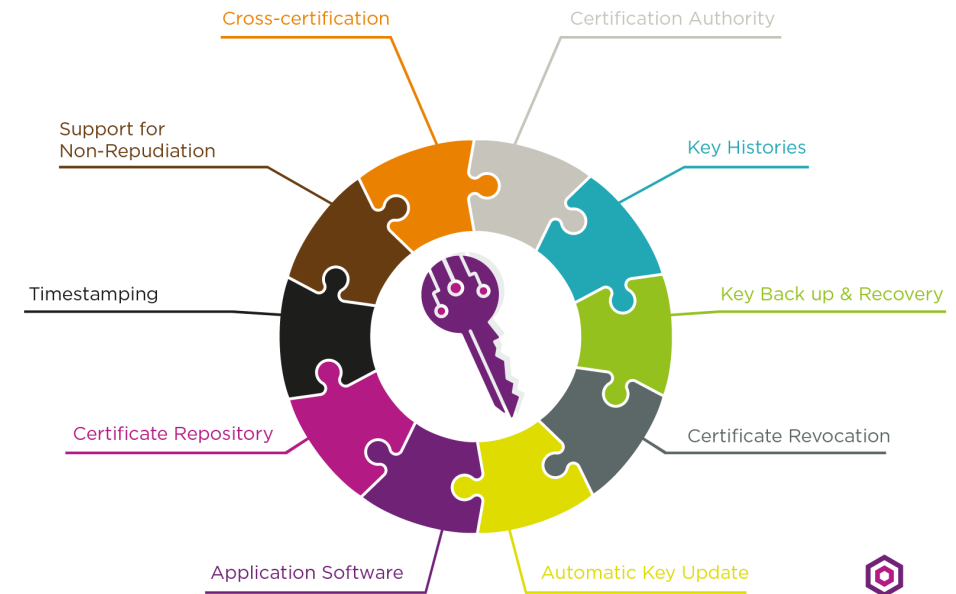 Cross-certification
Certification Authority
Support for
Non-Repudiation
Key Histories
Timestamping
Key Back up & Recovery
Certificate Repository
Certificate Revocation
Application Software
Automatic Key Update